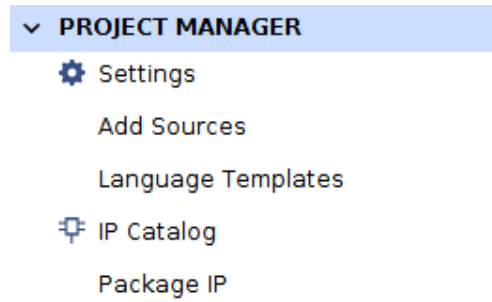 PROJECT MANAGER
Settings
Add Sources
Language Templates
IP Catalog
Package IP